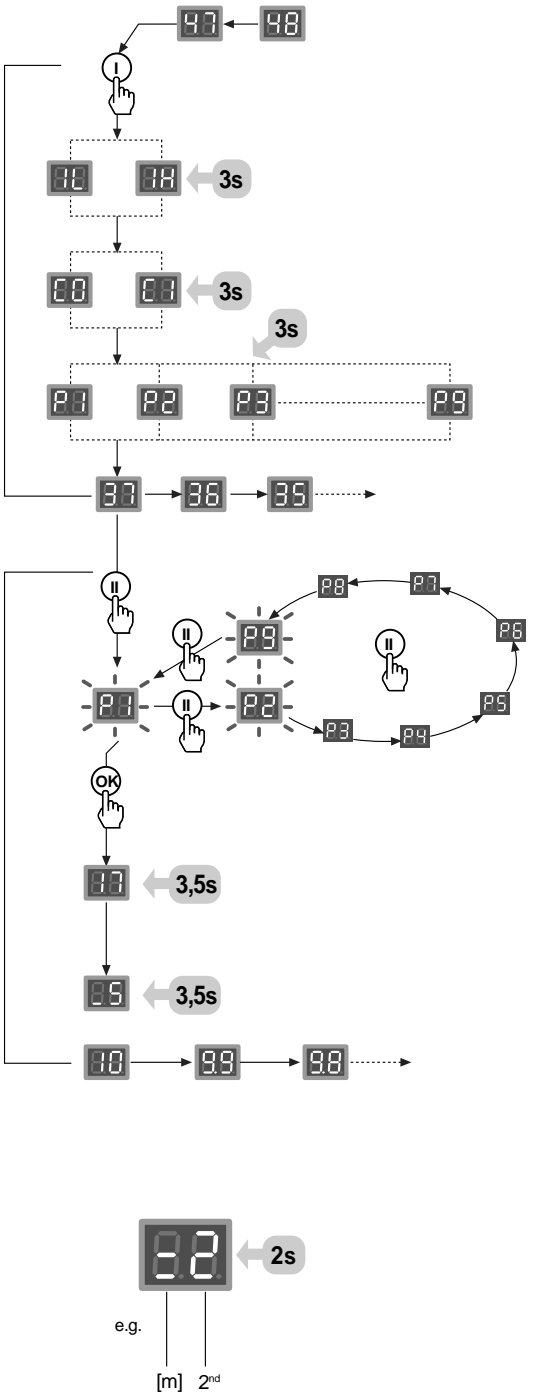 47 48
I
1L 1H 3s
C0 C1 3s
3s
P1 P2 P3 P9
37 36 35
II
P8 P7
II P9 II P6
P1 II P2 P5
P3 P4
OK
17 3,5s
_5 3,5s
10 9.9 9.8
=2 2s
e.g.
[m] 2nd